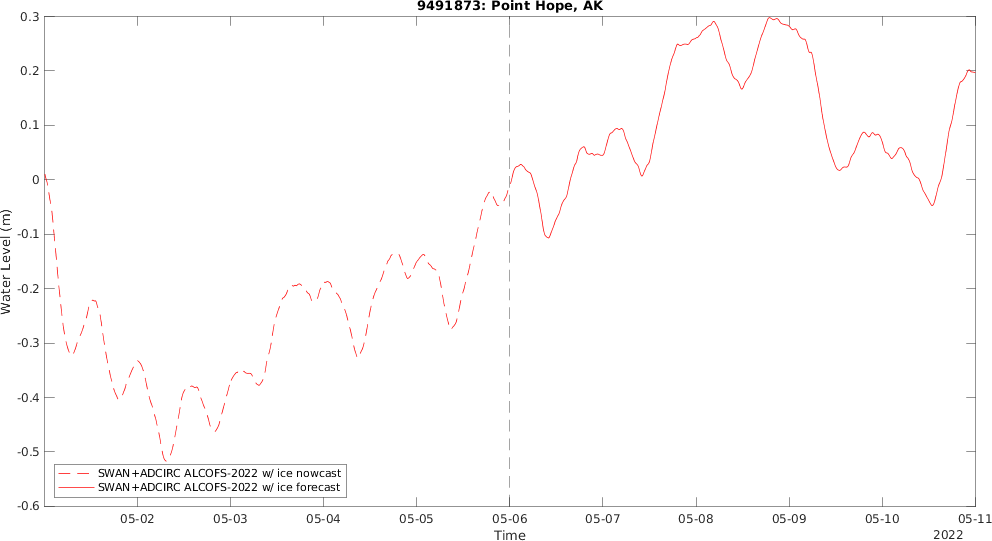 9491873: Point Hope, AK
0.3
0.2
0.1
0
-0.1
-0.2
-0.3
-0.4
-0.5
-0.6
Water Level (m)
SWAN+ADCIRC ALCOFS-2022 w/ ice nowcast
SWAN+ADCIRC ALCOFS-2022 w/ ice forecast
05-02 05-03 05-04 05-05 05-06 05-07 05-08 05-09 05-10 05-11
Time
2022